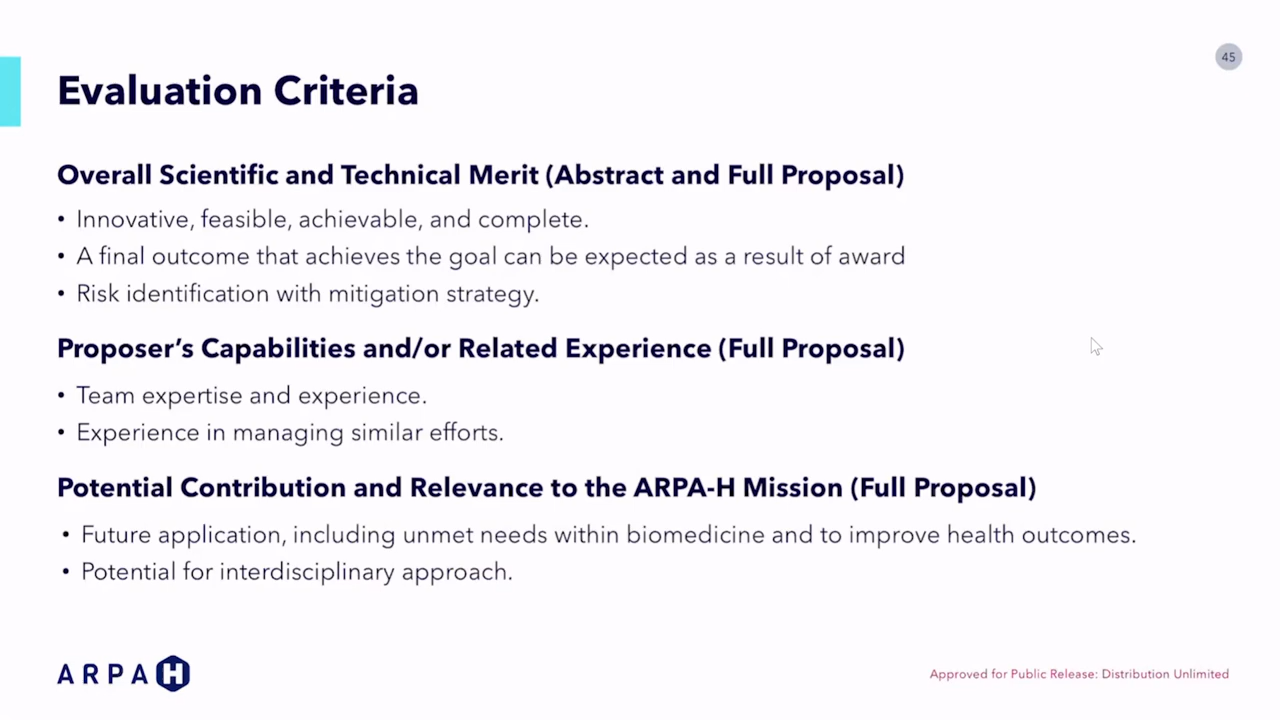 45
Evaluation Criteria
Overall Scientific and Technical Merit (Abstract and Full Proposal)
• Innovative, feasible, achievable, and complete.
• A final outcome that achieves the goal can be expected as a result of award
• Risk identification with mitigation strategy.
Proposer’s Capabilities and/or Related Experience (Full Proposal)
• Team expertise and experience.
• Experience in managing similar efforts.
Potential Contribution and Relevance to the ARPA-H Mission (Full Proposal)
• Future application, including unmet needs within biomedicine and to improve health outcomes.
• Potential for interdisciplinary approach.
ARPA H
Approved for Public Release: Distribution Unlimited